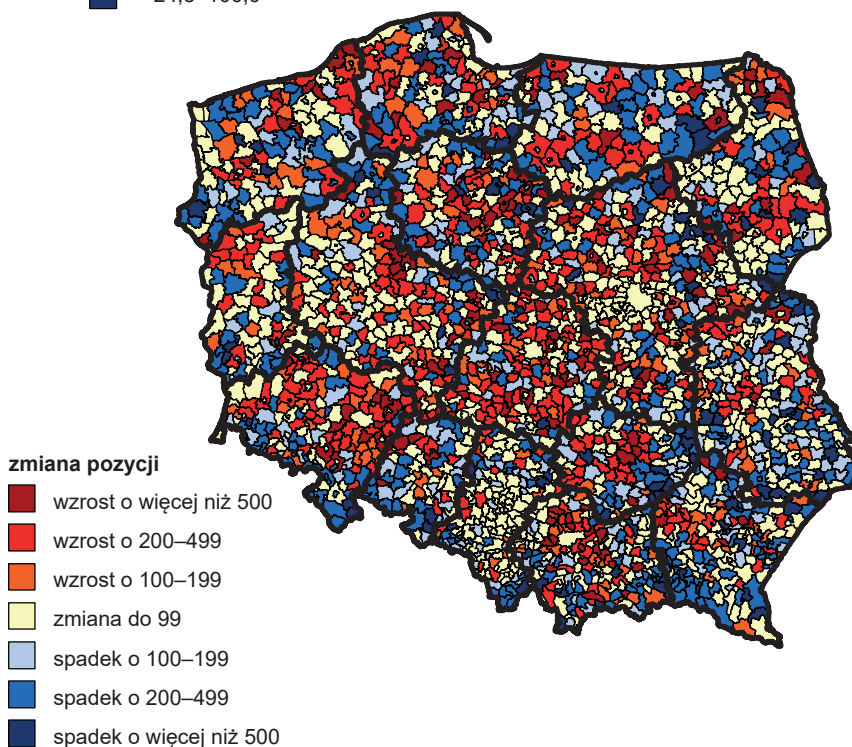 zmiana pozycji
wzrost o więcej niż 500
wzrost o 200–499
wzrost o 100–199
zmiana do 99
spadek o 100–199
spadek o 200–499
spadek o więcej niż 500